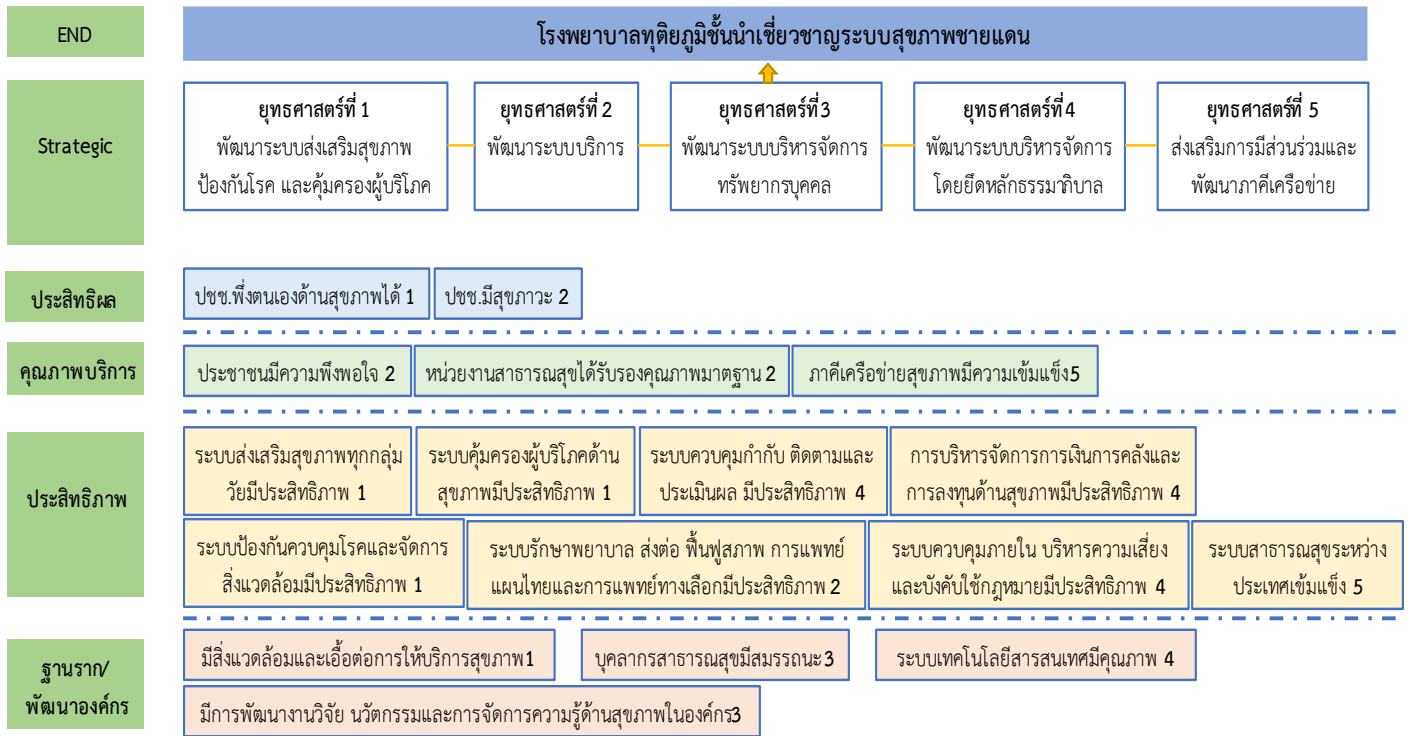 END
โรงพยาบาลทุติยภูมิชั้นนำเชี่ยวชาญระบบสุขภาพชายแดน
Strategic
ยุทธศาสตร์ที่ 1
พัฒนาระบบส่งเสริมสุขภาพ
ป้องกันโรค และคุ้มครองผู้บริโภค
ยุทธศาสตร์ที่ 2
พัฒนาระบบบริการ
ยุทธศาสตร์ที่3
พัฒนาระบบบริหารจัดการ
ทรัพยากรบุคคล
ยุทธศาสตร์ที่4
พัฒนาระบบบริหารจัดการ
โดยยึดหลักธรรมาภิบาล
ยุทธศาสตร์ที่ 5
ส่งเสริมการมีส่วนร่วมและ
พัฒนาภาคีเครือข่าย
ประสิทธิผล
ปชช.พึ่งตนเองด้านสุขภาพได้ 1
ปชช.มีสุขภาวะ 2
คุณภาพบริการ
ประชาชนมีความพึงพอใจ 2
หน่วยงานสาธารณสุขได้รับรองคุณภาพมาตฐาน 2
ภาคีเครือข่ายสุขภาพมีความเข้มแข็ง5
ประสิทธิภาพ
ระบบส่งเสริมสุขภาพทุกกลุ่ม
วัยมีประสิทธิภาพ 1
ระบบคุ้มครองผู้บริโภคด้าน
สุขภาพมีประสิทธิภาพ 1
ระบบควบคุมกำกับ ติดตามและ
ประเมินผล มีประสิทธิภาพ 4
การบริหารจัดการการเงินการคลังและ
การลงทุนด้านสุขภาพมีประสิทธิภาพ 4
ระบบป้องกันควบคุมโรคและจัดการ
สิ่งแวดล้อมมีประสิทธิภาพ 1
ระบบรักษาพยาบาล ส่งต่อ ฟื้นฟูสภาพ การแพทย์
แผนไทยและการแพทย์ทางเลือกมีประสิทธิภาพ 2
ระบบควบคุมภายใน บริหารความเสี่ยง
และบังคับใช้กฎหมายมีประสิทธิภาพ 4
ระบบสาธารณสุขระหว่าง
ประเทศเข้มแข็ง 5
ฐานราก/
พัฒนาองค์กร
มีสิ่งแวดล้อมและเอื้อต่อการให้บริการสุขภาพ1
บุคลากรสาธารณสุขมีสมรรถนะ3
ระบบเทคโนโลยีสารสนเทศมีคุณภาพ 4
มีการพัฒนางานวิจัย นวัตกรรมและการจัดการความรู้ด้านสุขภาพในองค์กร3